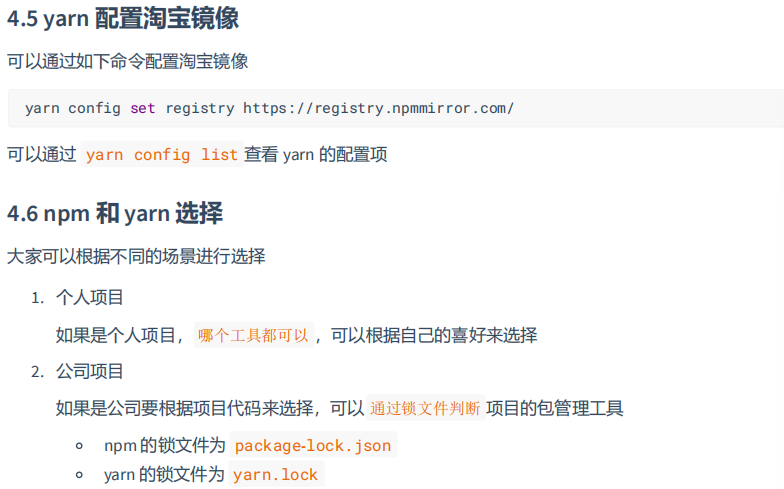 4.5 yarn 配置淘宝镜像
可以通过如下命令配置淘宝镜像
yarn config set registry https://registry.npmmirror.com/
可以通过 yarn config list 查看 yarn 的配置项
4.6 npm 和 yarn 选择
大家可以根据不同的场景进行选择
1. 个人项目
如果是个人项目，哪个工具都可以，可以根据自己的喜好来选择
2. 公司项目
如果是公司要根据项目代码来选择，可以 通过锁文件判断 项目的包管理工具
npm 的锁文件为 package-lock.json
yarn 的锁文件为 yarn.lock